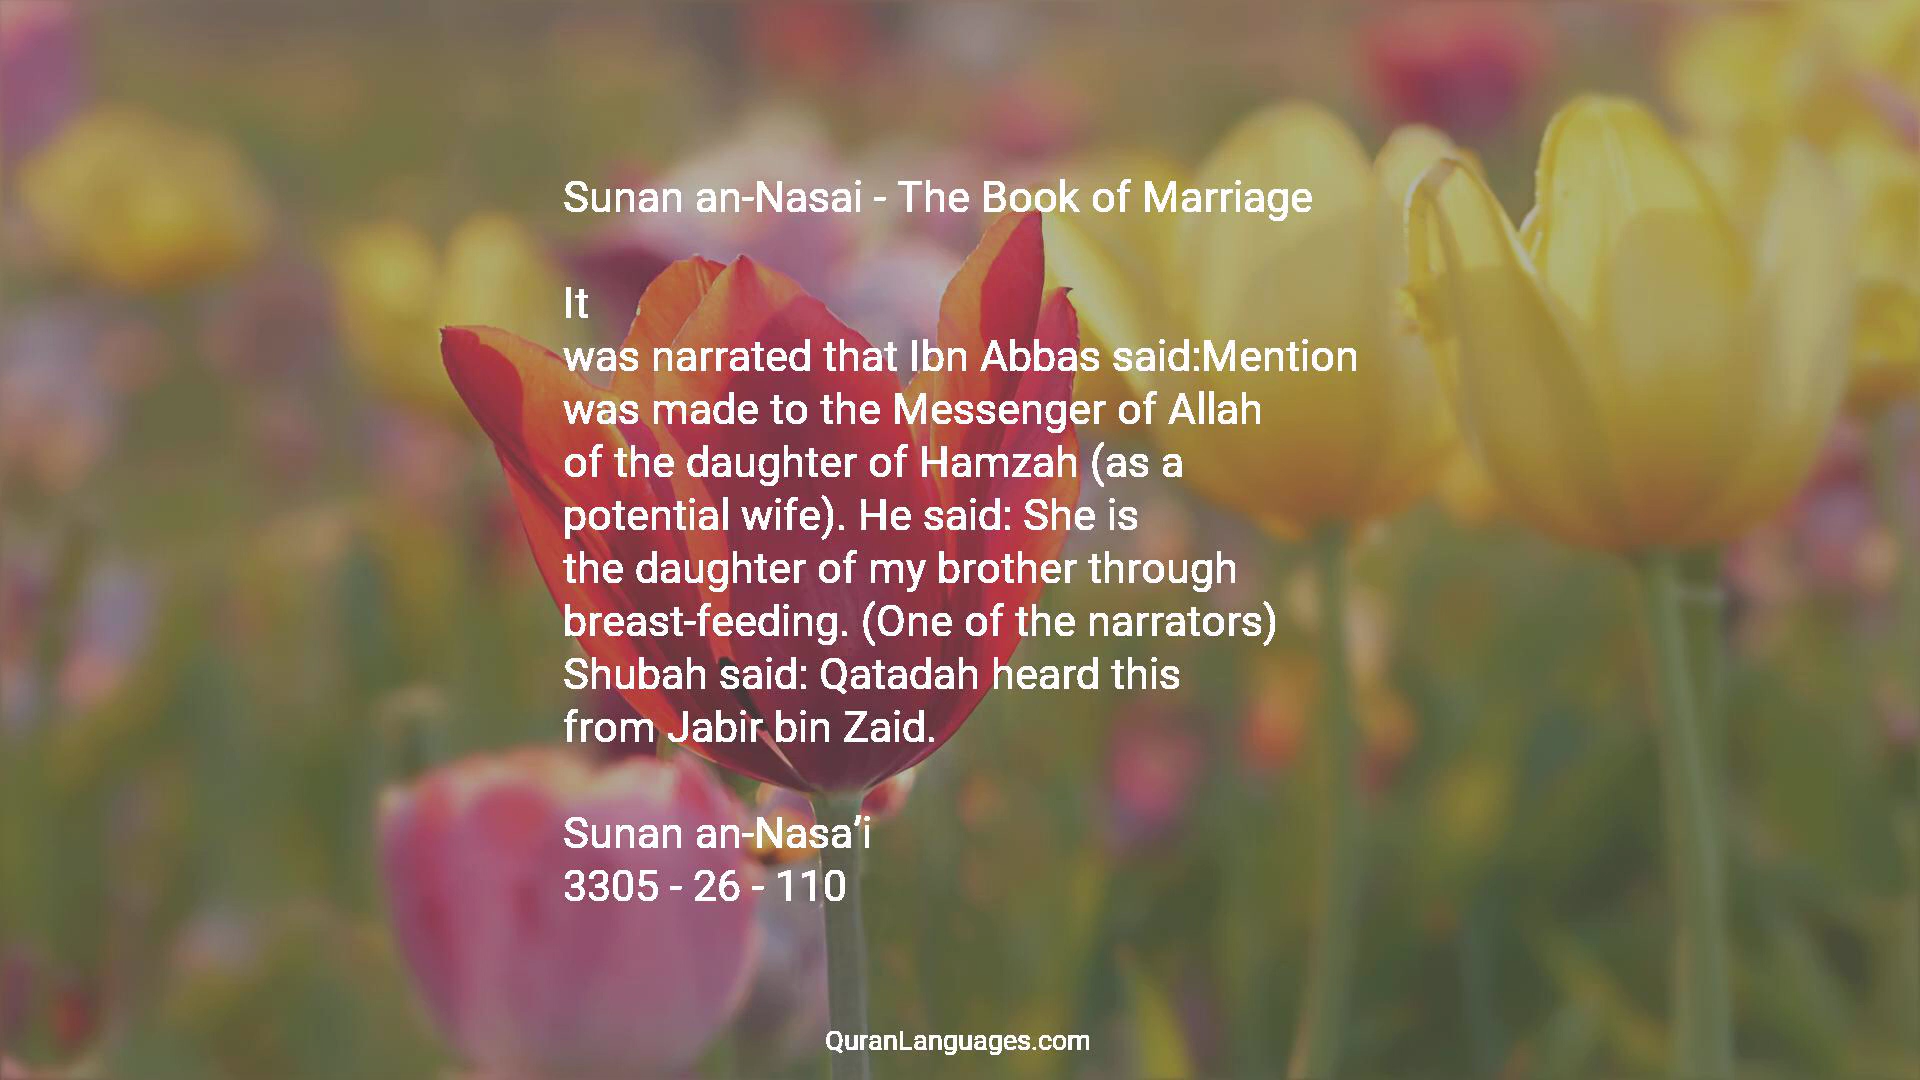 Sunan an-Nasai - The Book of Marriage
It
was narrated that Ibn Abbas said:Mention
was made to the Messenger of Allah
of the daughter of Hamzah (as a
potential wife). He said: She is
the daughter of my brother through
breast-feeding. (One of the narrators)
Shubah said: Qatadah heard this
from Jabir bin Zaid.
Sunan an-Nasa’i
3305 - 26 - 110
QuranLanguages.com